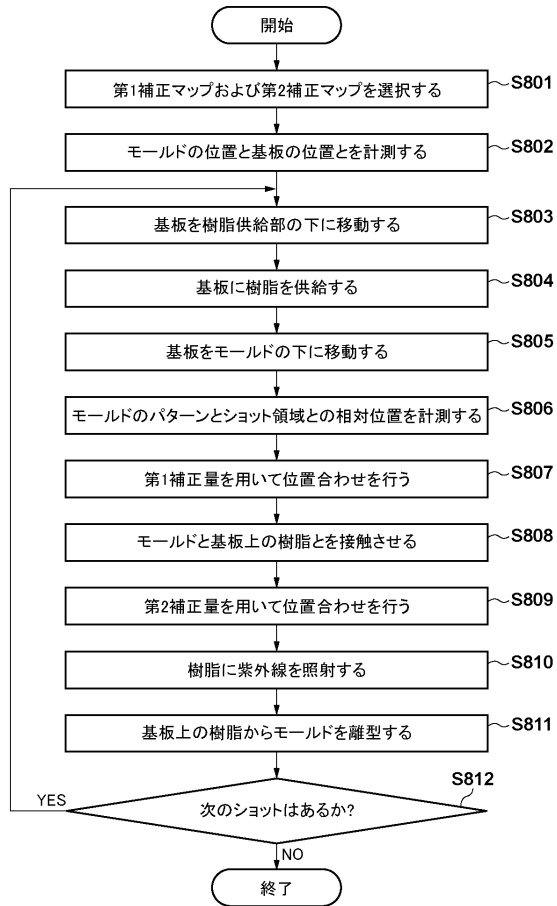 開始
第1補正マップおよび第2補正マップを選択する
S801
モールドの位置と基板の位置とを計測する
S802
基板を樹脂供給部の下に移動する
S803
基板に樹脂を供給する
S804
基板をモールドの下に移動する
S805
モールドのパターンとショット領域との相対位置を計測する
S806
第1補正量を用いて位置合わせを行う
S807
モールドと基板上の樹脂とを接触させる
S808
第2補正量を用いて位置合わせを行う
S809
樹脂に紫外線を照射する
S810
基板上の樹脂からモールドを離型する
S811
S812
YES
次のショットはあるか?
NO
終了